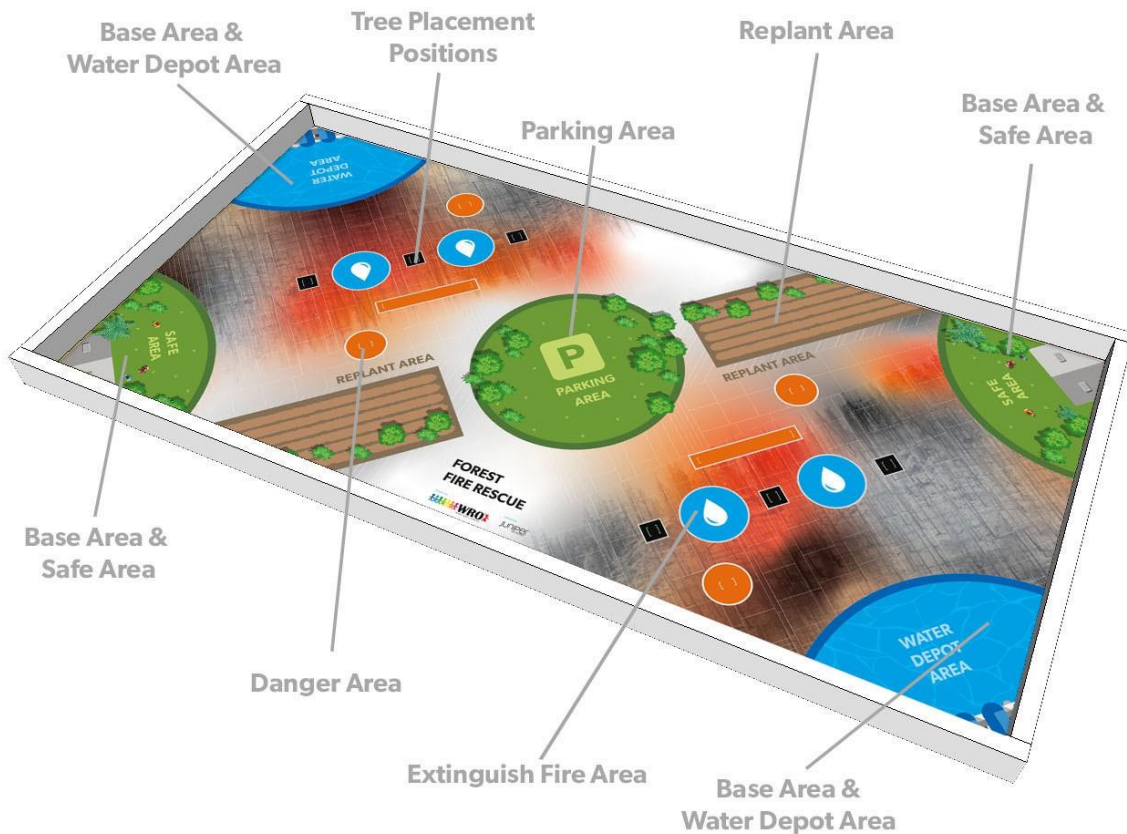 Base Area &
Water Depot Area
Tree Placement
Positions
Replant Area
Parking Area
Base Area &
Safe Area
WATER
DEPOT
AREA
SAFE
AREA
REPLANT AREA
P
PARKING
AREA
REPLANT AREA
SAFE
AREA
FOREST
FIRE RESCUE
WRO
JUNIPER
WATER
DEPOT
AREA
Base Area &
Safe Area
Danger Area
Extinguish Fire Area
Base Area &
Water Depot Area